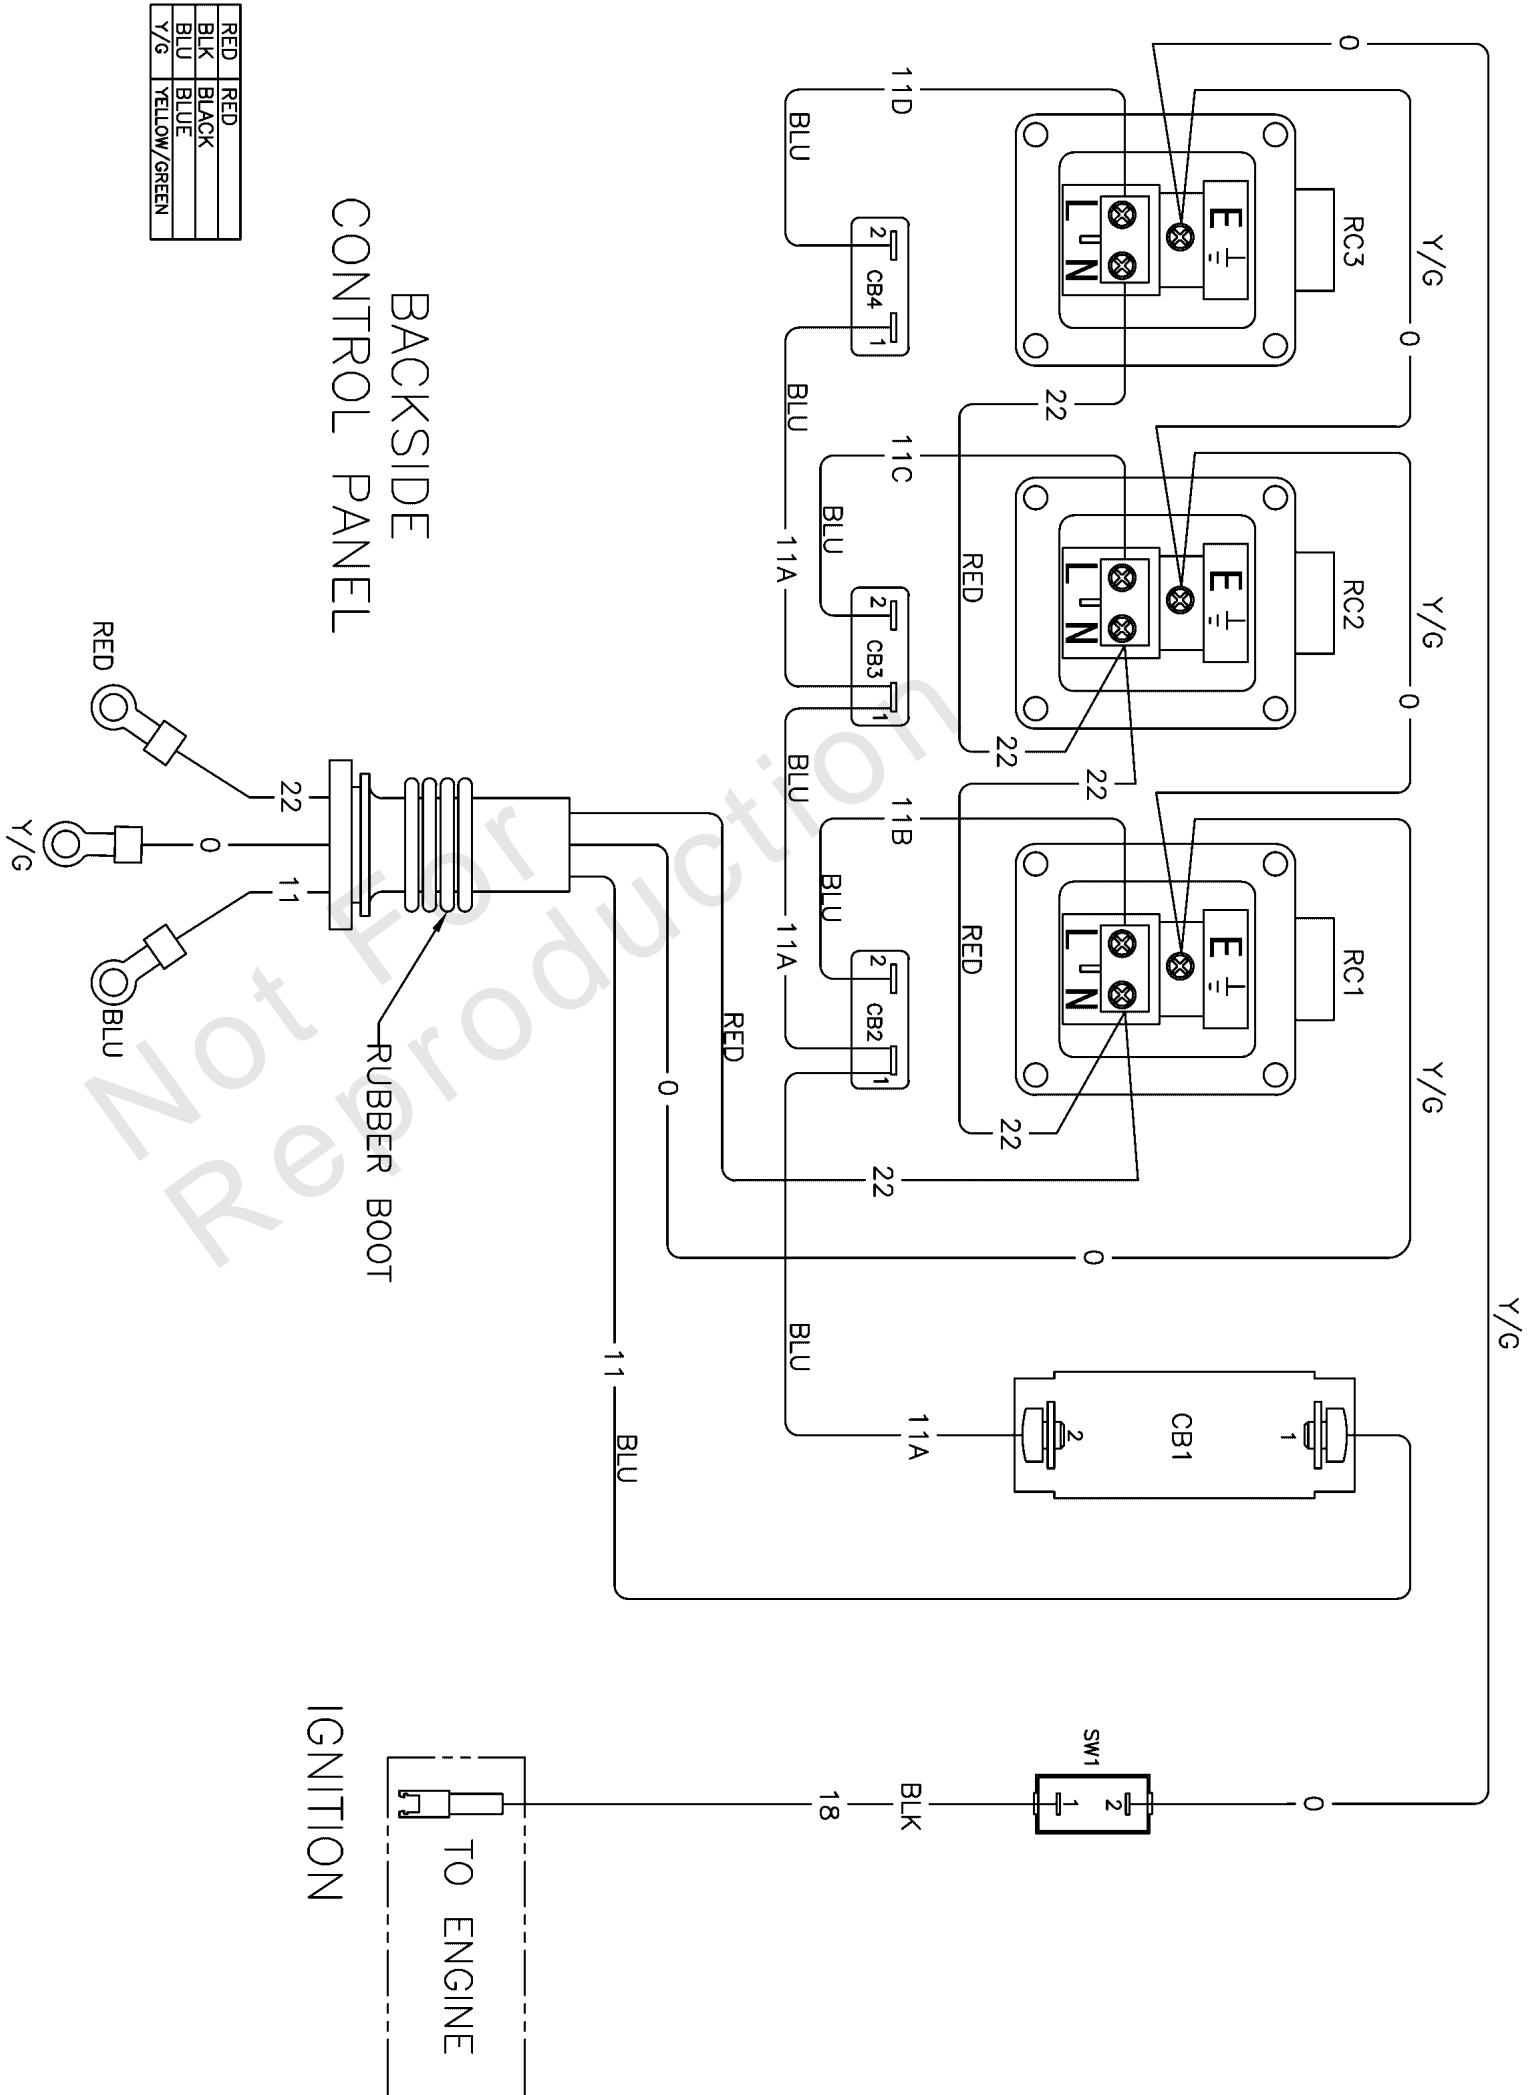 Y/G
Y/G 0 Y/G 0 Y/G
0 RC3 RC2 RC1
0
1
E E E
CB1
2
22 0 SW1
L N L N L N 2 1
22
22 22
RED RED
11D 11C 11B 11A BLK
22
2 CB4 1 2 CB3 1 2 CB2 1
BLU BLU
18
BLU BLU BLU BLU
11A 11A
RED
0
11
BLU
TO ENGINE
BACKSIDE
CONTROL PANEL
RUBBER BOOT
IGNITION
22
11
0
RED BLU
Y/G
RED RED
BLK BLACK
BLU BLUE
Y/G YELLOW/GREEN
Not For
Reproduction